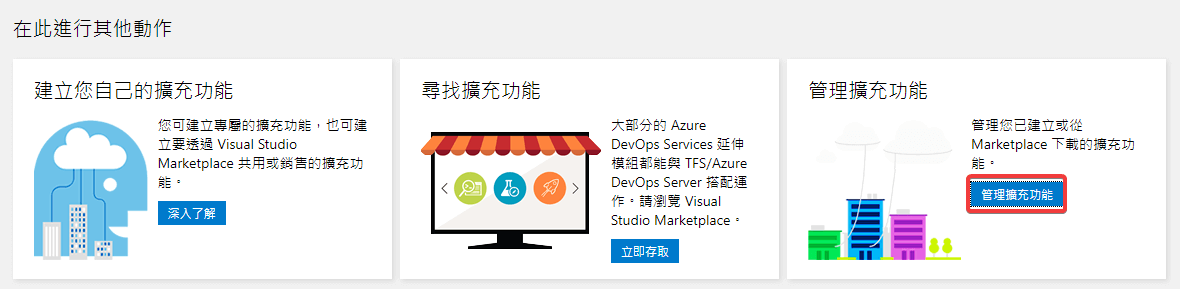 在此進行其他動作
建立您自己的擴充功能
您可建立專屬的擴充功能，也可建
立要透過 Visual Studio
Marketplace 共用或銷售的擴充功
能。
深入了解
尋找擴充功能
大部分的 Azure
DevOps Services 延伸
模組都能與 TFS/Azure
DevOps Server 搭配運
作。請瀏覽 Visual
Studio Marketplace。
立即存取
管理擴充功能
管理您已建立或從
Marketplace 下載的擴充功
能。
管理擴充功能